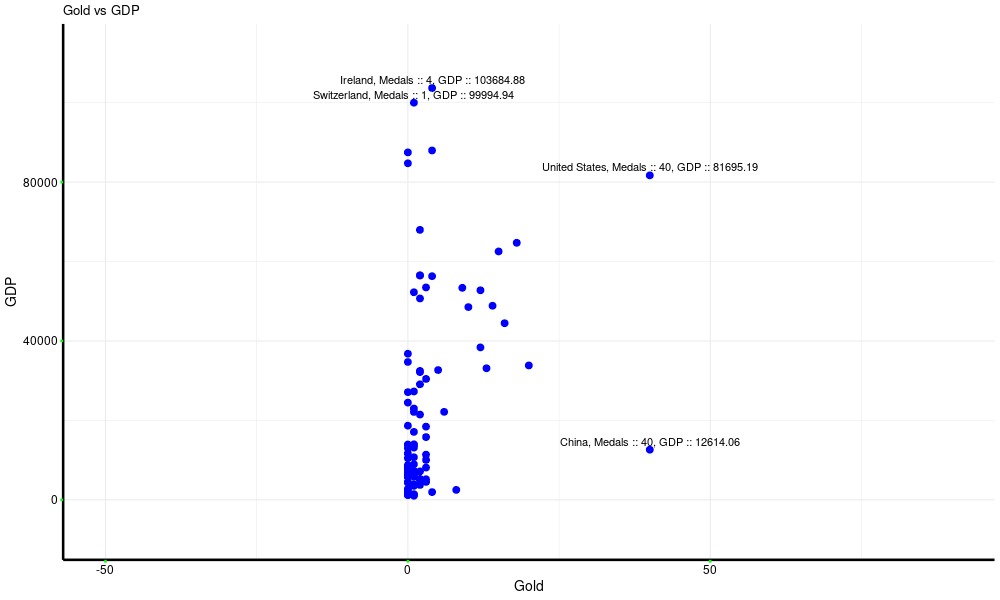 Gold vs GDP
Ireland, Medals :: 4, GDP :: 103684.88
Switzerland, Medals :: 1, GDP :: 99994.94
United States, Medals :: 40, GDP :: 81695.19
80000
GDP
40000
China, Medals :: 40, GDP :: 12614.06
0
-50
0
50
Gold